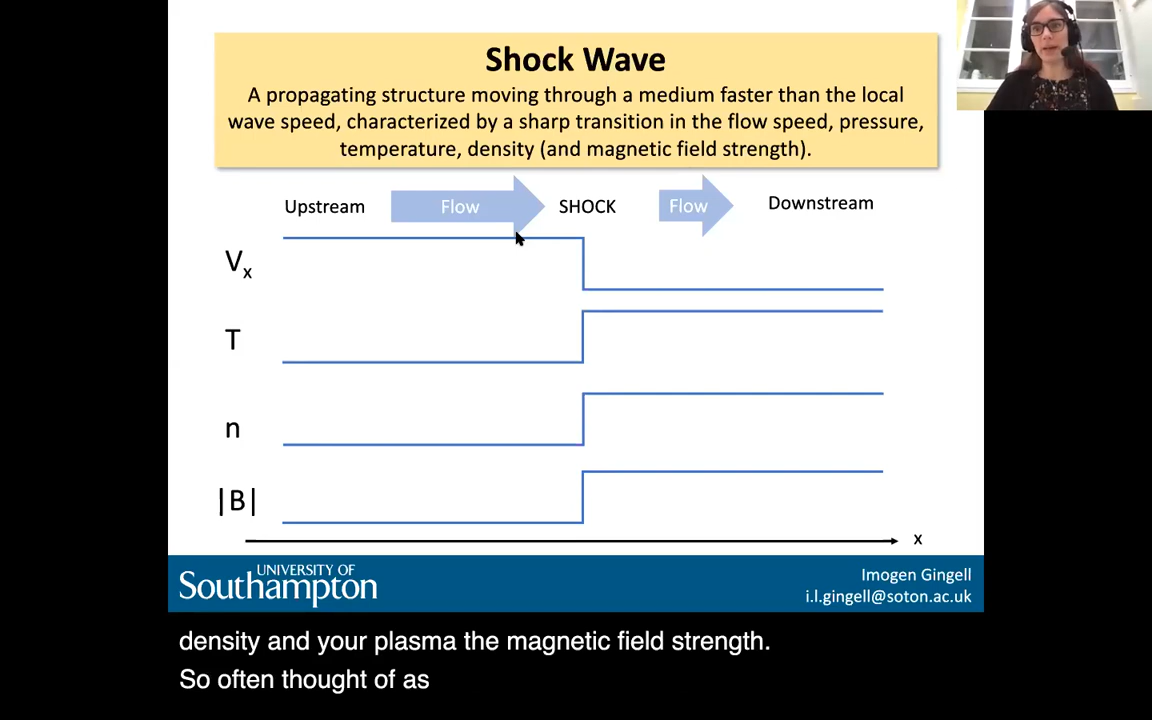 Shock Wave
A propagating structure moving through a medium faster than the local
wave speed, characterized by a sharp transition in the flow speed, pressure,
temperature, density (and magnetic field strength).
Upstream Flow SHOCK Flow Downstream
Vx
T
n
|B|
x
UNIVERSITY OF
Southampton
Imogen Gingell
i.l.gingell@soton.ac.uk
density and your plasma the magnetic field strength.
So often thought of as